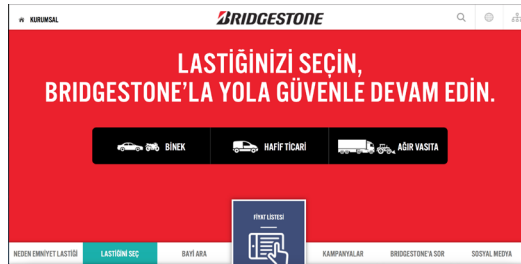 KURUMSAL
BRIDGESTONE
LASTİĞİNİZİ SEÇİN,
BRIDGESTONE'LA YOLA GÜVENLE DEVAM EDİN.
BİNEK
HAFİF TİCARİ
AĞIR VASITA
FİYAT LİSTESİ
NEDEN EMNİYET LASTİĞİ
LASTİĞİNİ SEÇ
BAYİ ARA
KAMPANYALAR
BRIDGESTONE'A SOR
SOSYAL MEDYA